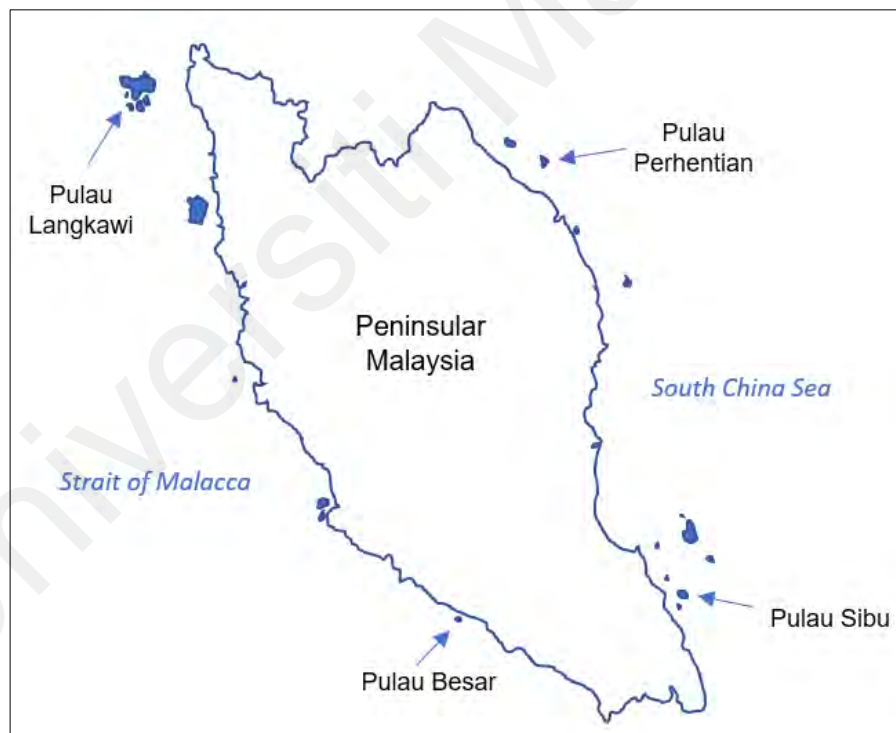 Pulau
Perhentian
Pulau
Langkawi
Peninsular
Malaysia
South China Sea
Strait of Malacca
Pulau Sibu
Pulau Besar